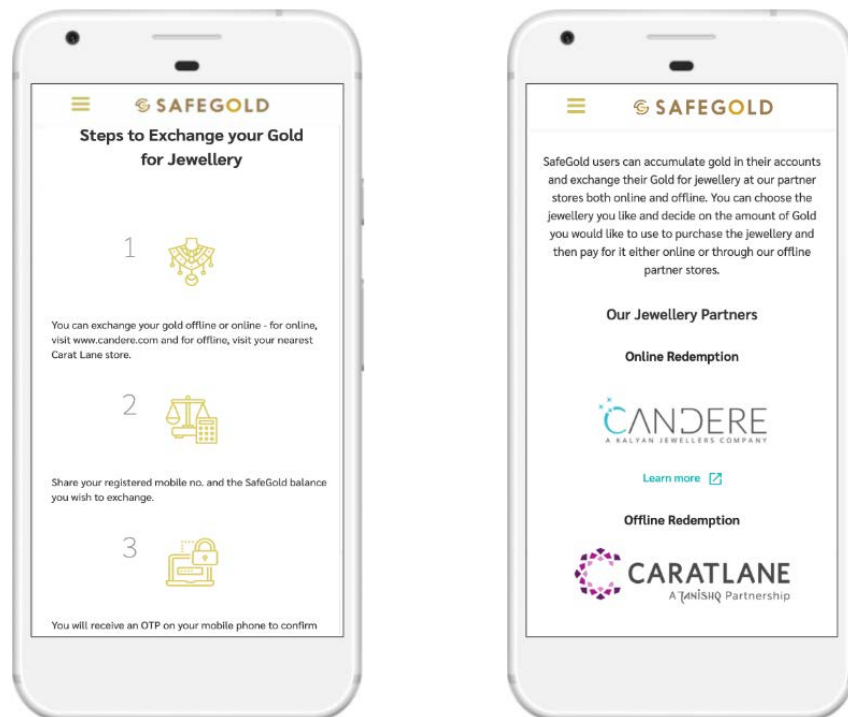 SAFEGOLD
Steps to Exchange your Gold
for Jewellery
1
You can exchange your gold offline or online - for online,
visit www.candere.com and for offline, visit your nearest
Carat Lane store.
2
Share your registered mobile no. and the SafeGold balance
you wish to exchange.
3
You will receive an OTP on your mobile phone to confirm
SAFEGOLD
SafeGold users can accumulate gold in their accounts
and exchange their Gold for jewellery at our partner
stores both online and offline. You can choose the
jewellery you like and decide on the amount of Gold
you would like to use to purchase the jewellery and
then pay for it either online or through our offline
partner stores.
Our Jewellery Partners
Online Redemption
CANDERE
A KALYAN JEWELLERS COMPANY
Learn more
Offline Redemption
CARATLANE
A TANISHQ Partnership